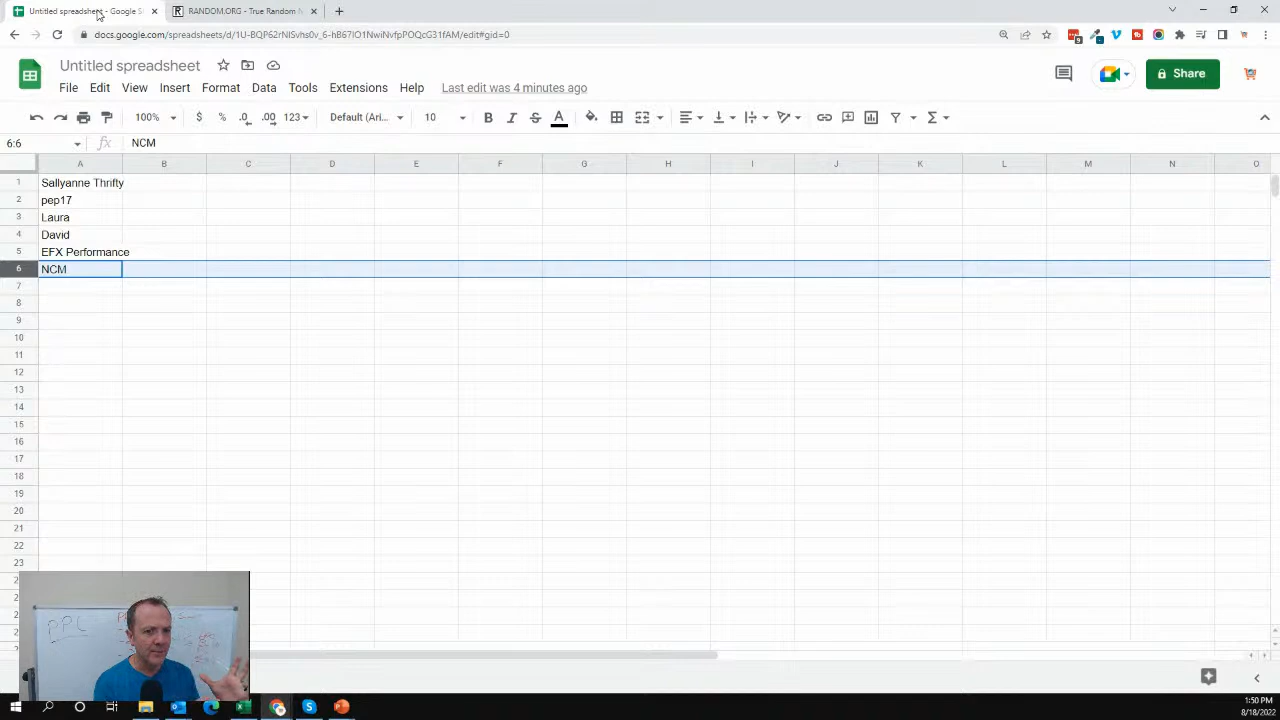 Untitled spreadsheet - Google S
RANDOM.ORG - True Random N
docs.google.com/spreadsheets/d/1U-BQP62rNISvhs0v_6-hB67IO1NwiNvfpPOQcG31fAM/edit#gid=0
Untitled spreadsheet
Share
File Edit View Insert Format Data Tools Extensions Help Last edit was 4 minutes ago
100% $ % .0 .00 123 Default (Ari... 10 B I S A
6:6 fx NCM
A B C D E F G H I J K L M N O
1 Sallyanne Thrifty
2 pep17
3 Laura
4 David
5 EFX Performance
6 NCM
7
8
9
10
11
12
13
14
15
16
17
18
19
20
21
22
23
PPC
1:50 PM
8/18/2022